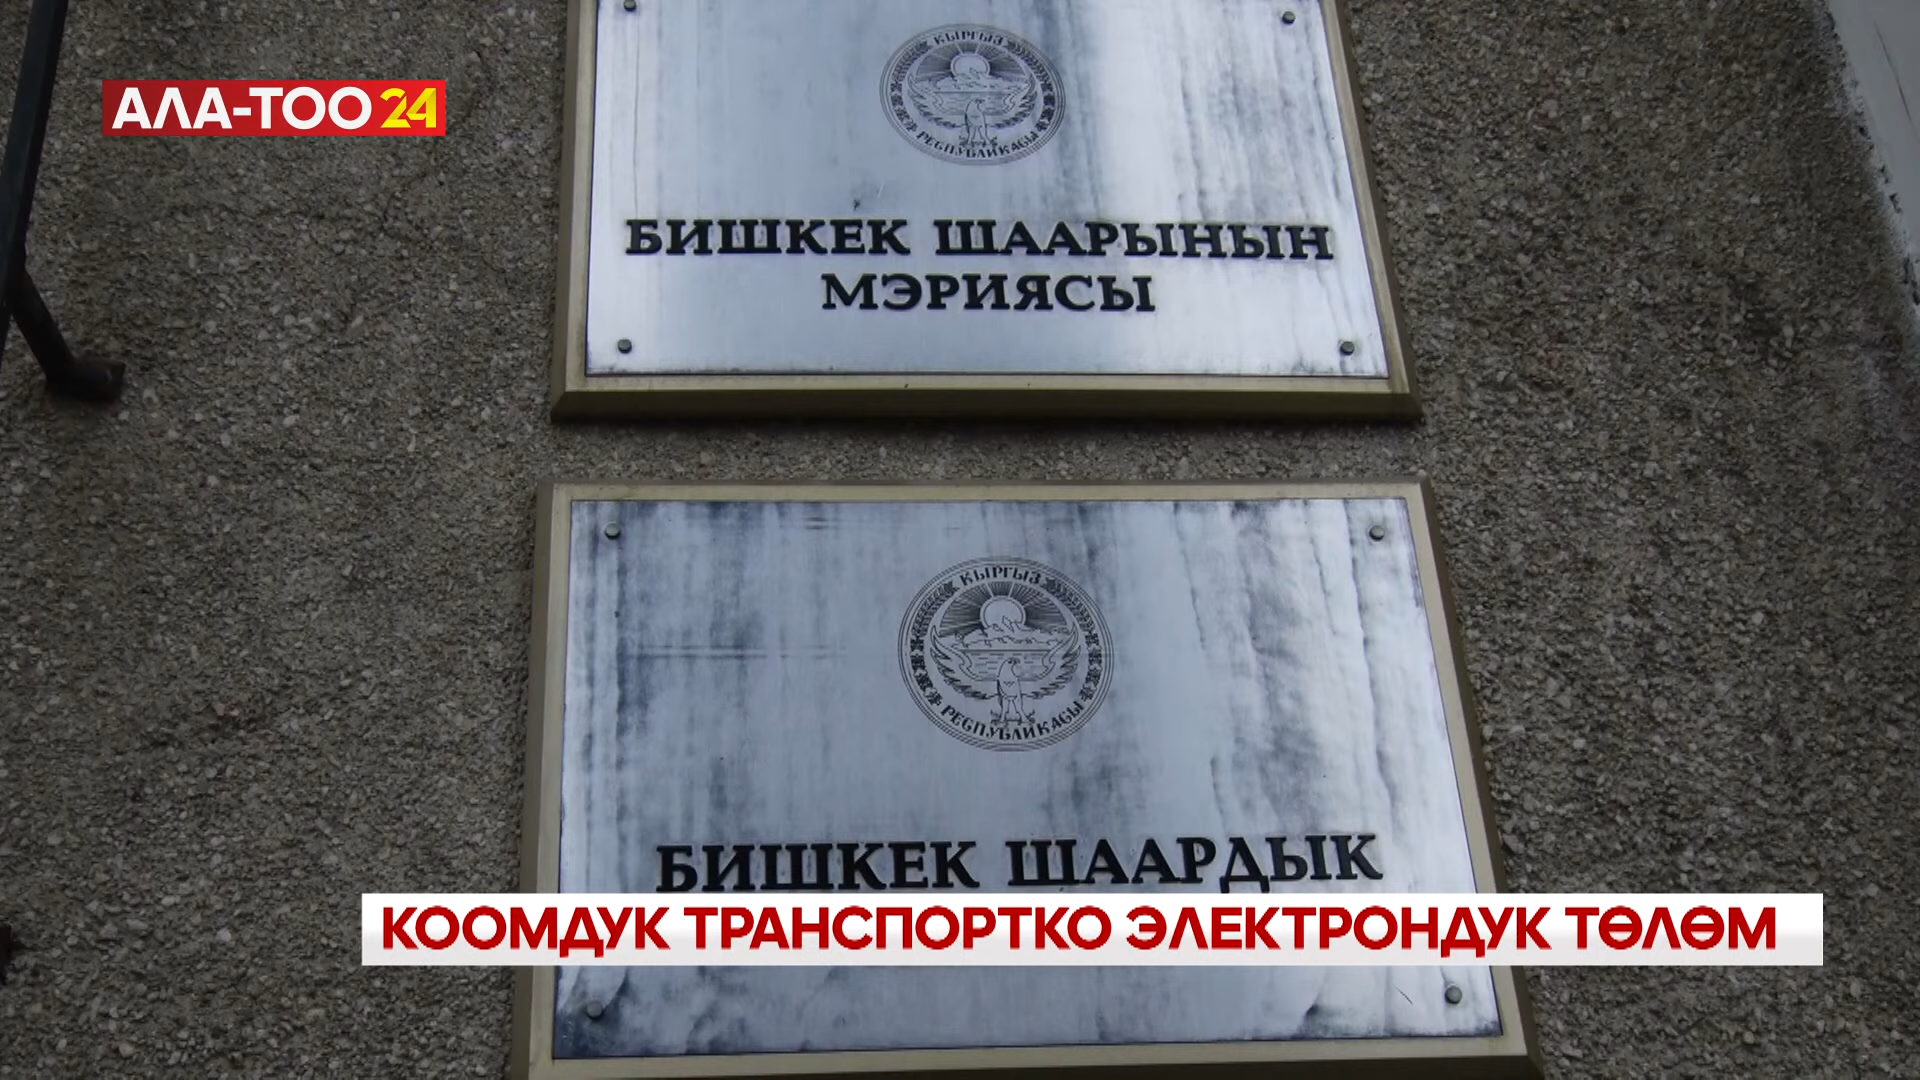 АЛА-ТОО 24
КЫРГЫЗ
РЕСПУБЛИКАСЫ
БИШКЕК ШААРЫНЫН
МЭРИЯСЫ
КЫРГЫЗ
РЕСПУБЛИКАСЫ
БИШКЕК ШААРДЫК
КООМДУК ТРАНСПОРТКО ЭЛЕКТРОНДУК ТӨЛӨМ